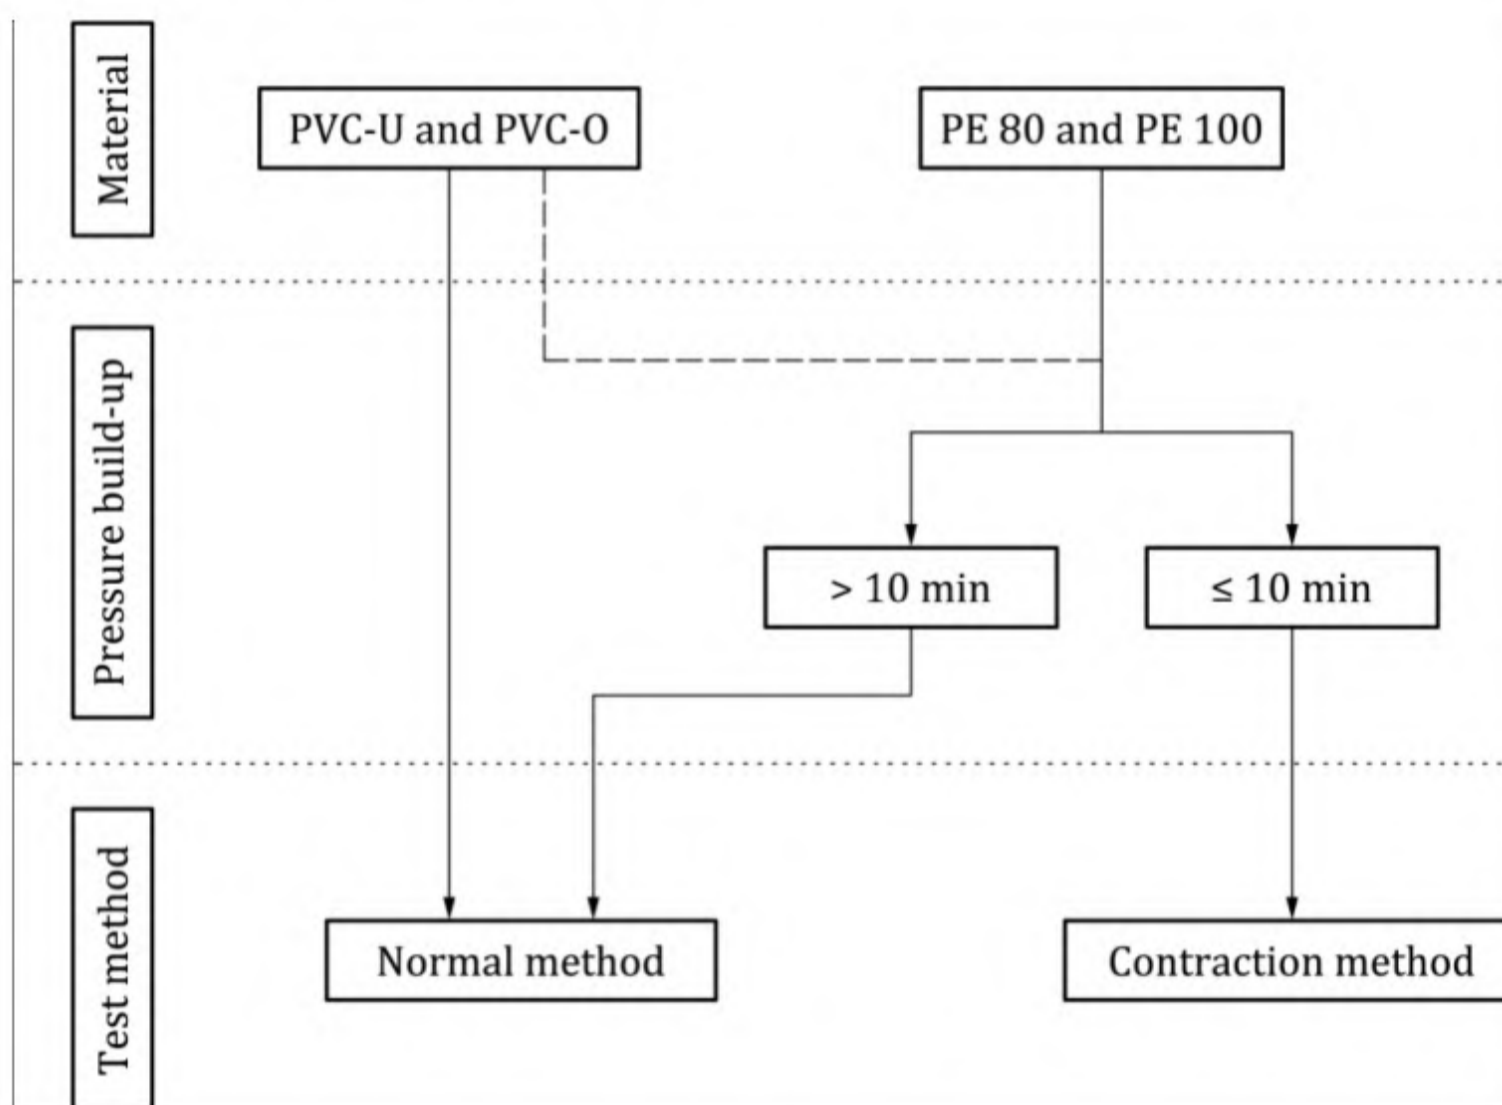 Material
PVC-U and PVC-O
PE 80 and PE 100
Pressure build-up
> 10 min
≤ 10 min
Test method
Normal method
Contraction method